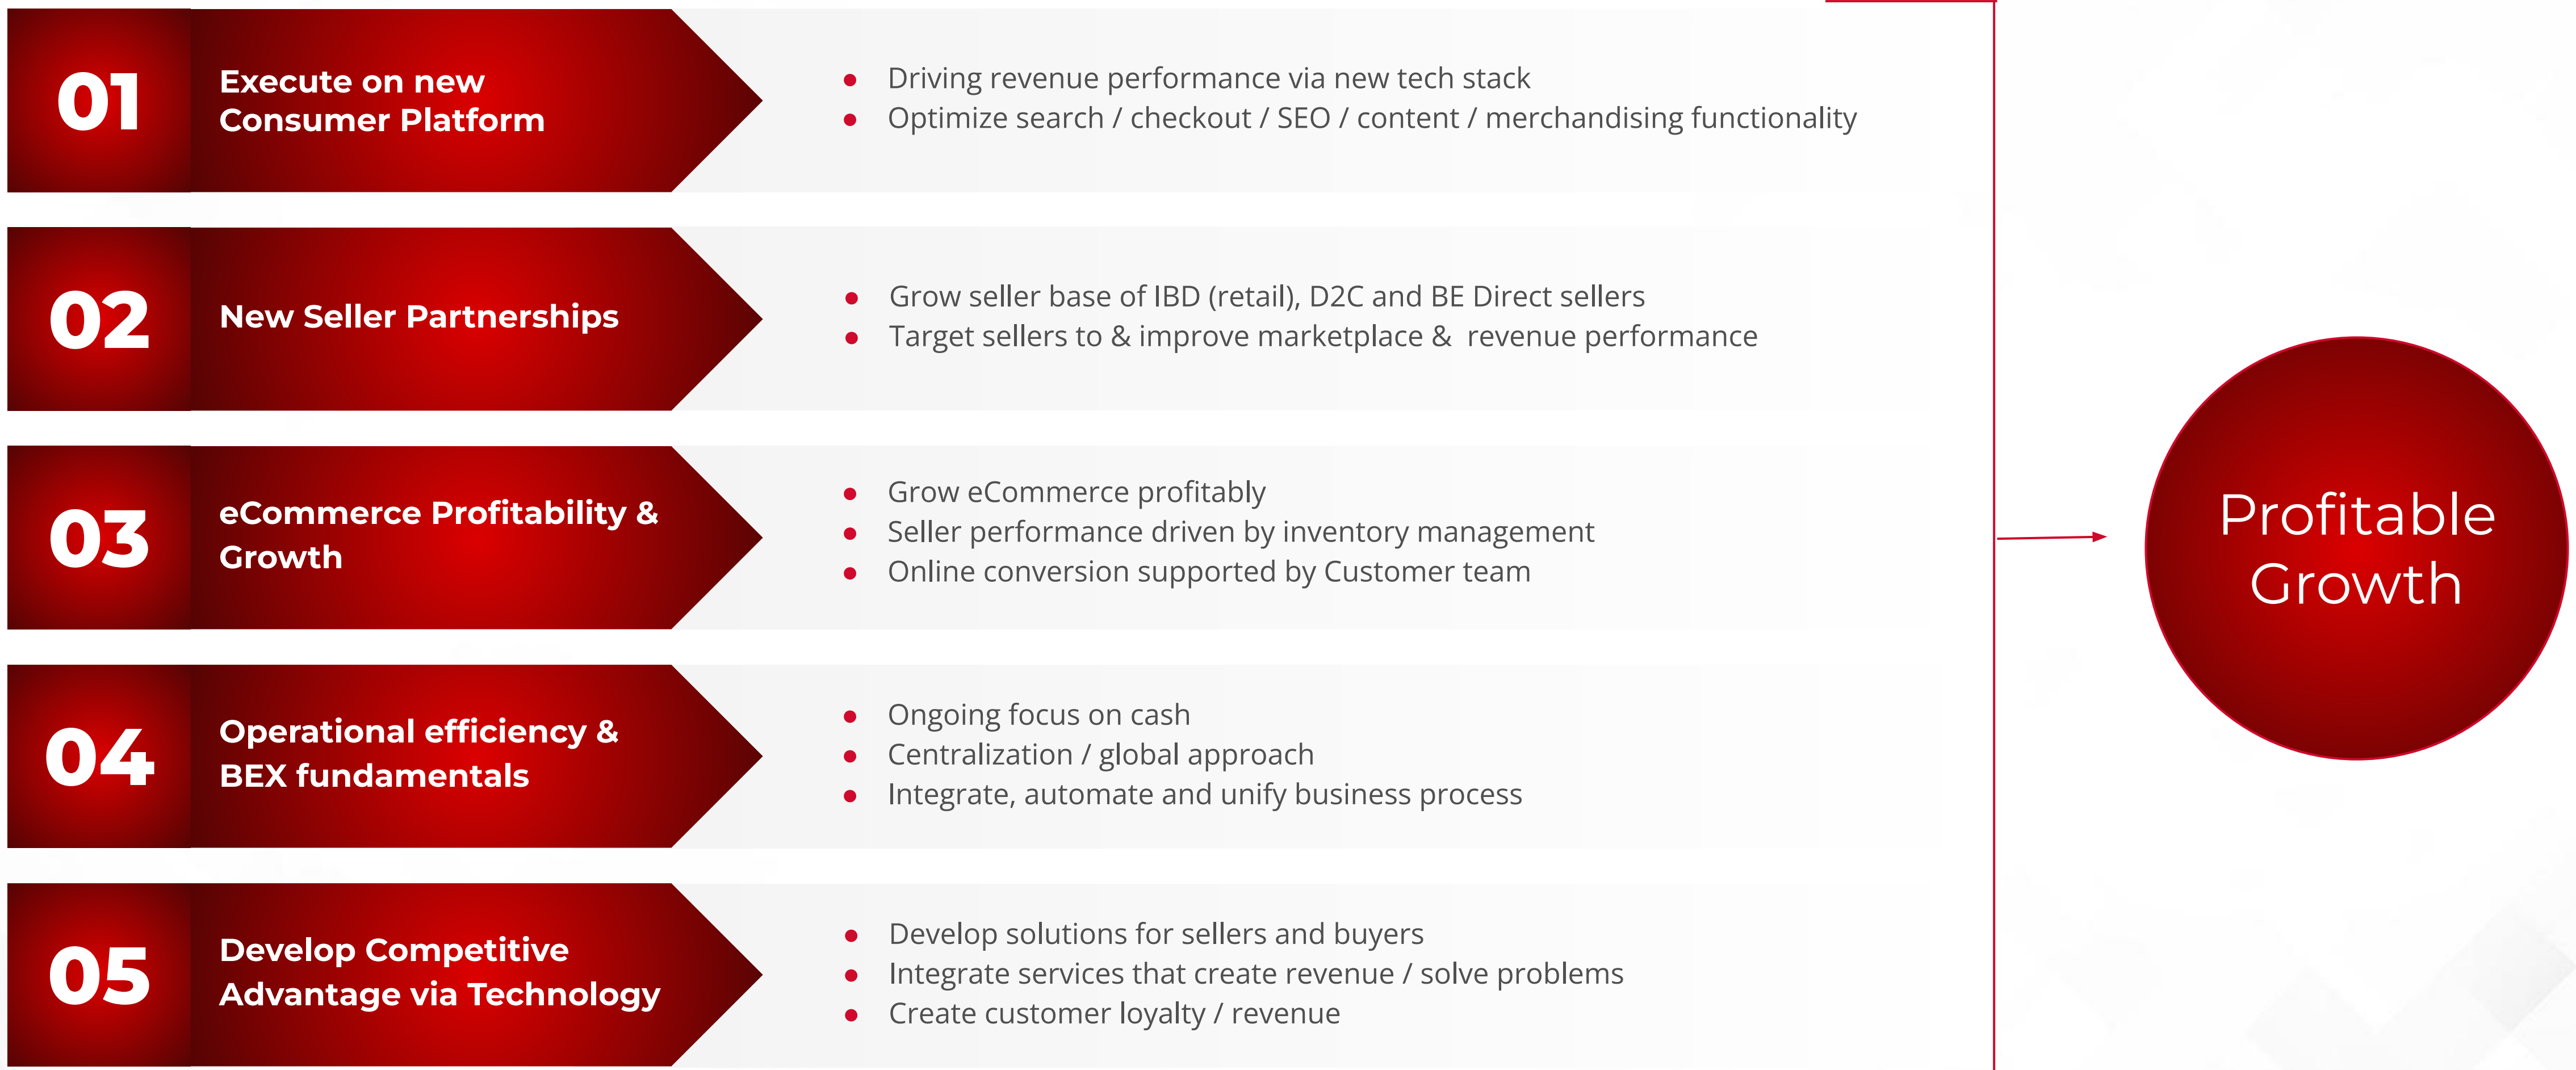 01
Execute on new
Consumer Platform
● Driving revenue performance via new tech stack
● Optimize search / checkout / SEO / content / merchandising functionality
02
New Seller Partnerships
● Grow seller base of IBD (retail), D2C and BE Direct sellers
● Target sellers to & improve marketplace & revenue performance
03
eCommerce Profitability &
Growth
● Grow eCommerce profitably
● Seller performance driven by inventory management
● Online conversion supported by Customer team
04
Operational efficiency &
BEX fundamentals
● Ongoing focus on cash
● Centralization / global approach
● Integrate, automate and unify business process
05
Develop Competitive
Advantage via Technology
● Develop solutions for sellers and buyers
● Integrate services that create revenue / solve problems
● Create customer loyalty / revenue
Profitable
Growth